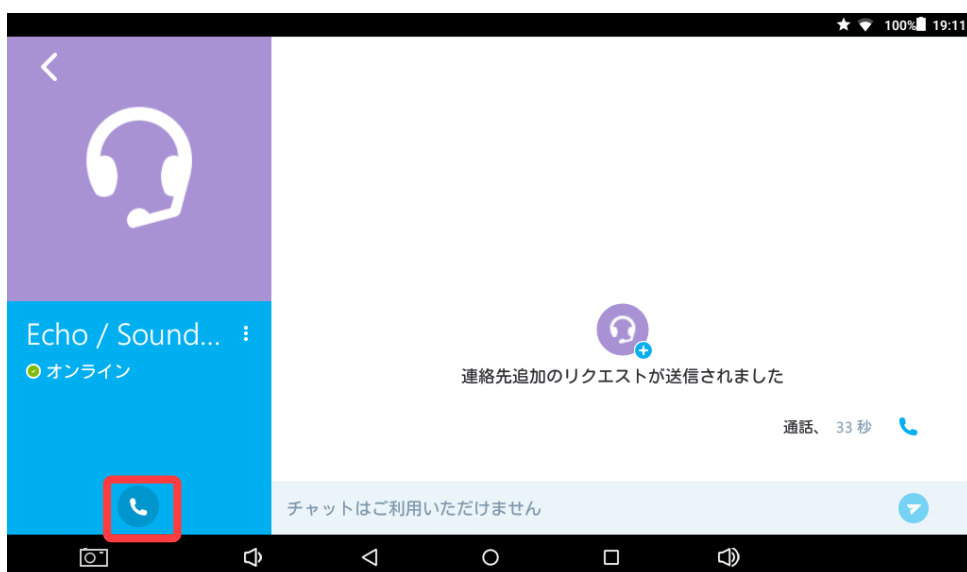 100% 19:11
Echo / Sound...
オンライン
連絡先追加のリクエストが送信されました
通話、 33 秒
チャットはご利用いただけません